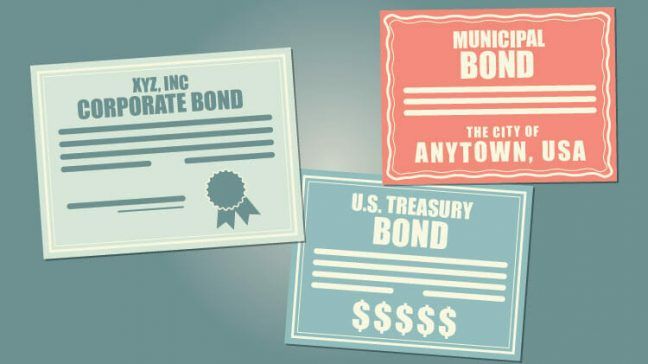 XYZ, INC
CORPORATE BOND
MUNICIPAL
BOND
THE CITY OF
ANYTOWN, USA
U.S. TREASURY
BOND
$$$$$